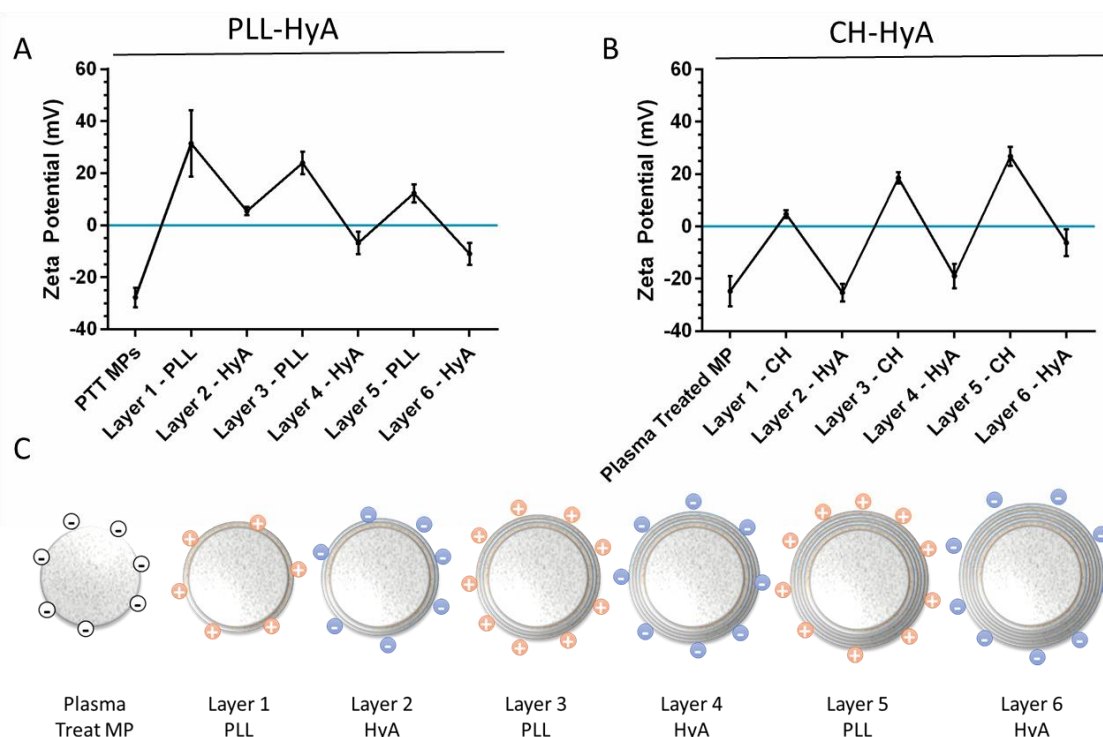 A
PLL-HyA
Zeta Potential (mV)
60
40
20
0
-20
-40
PTT MPs
Layer 1 - PLL
Layer 2 - HyA
Layer 3 - PLL
Layer 4 - HyA
Layer 5 - PLL
Layer 6 - HyA
B
CH-HyA
Zeta Potential (mV)
60
40
20
0
-20
-40
Plasma Treated MP
Layer 1 - CH
Layer 2 - HyA
Layer 3 - CH
Layer 4 - HyA
Layer 5 - CH
Layer 6 - HyA
C
Plasma
Treat MP
Layer 1
PLL
Layer 2
HyA
Layer 3
PLL
Layer 4
HyA
Layer 5
PLL
Layer 6
HyA